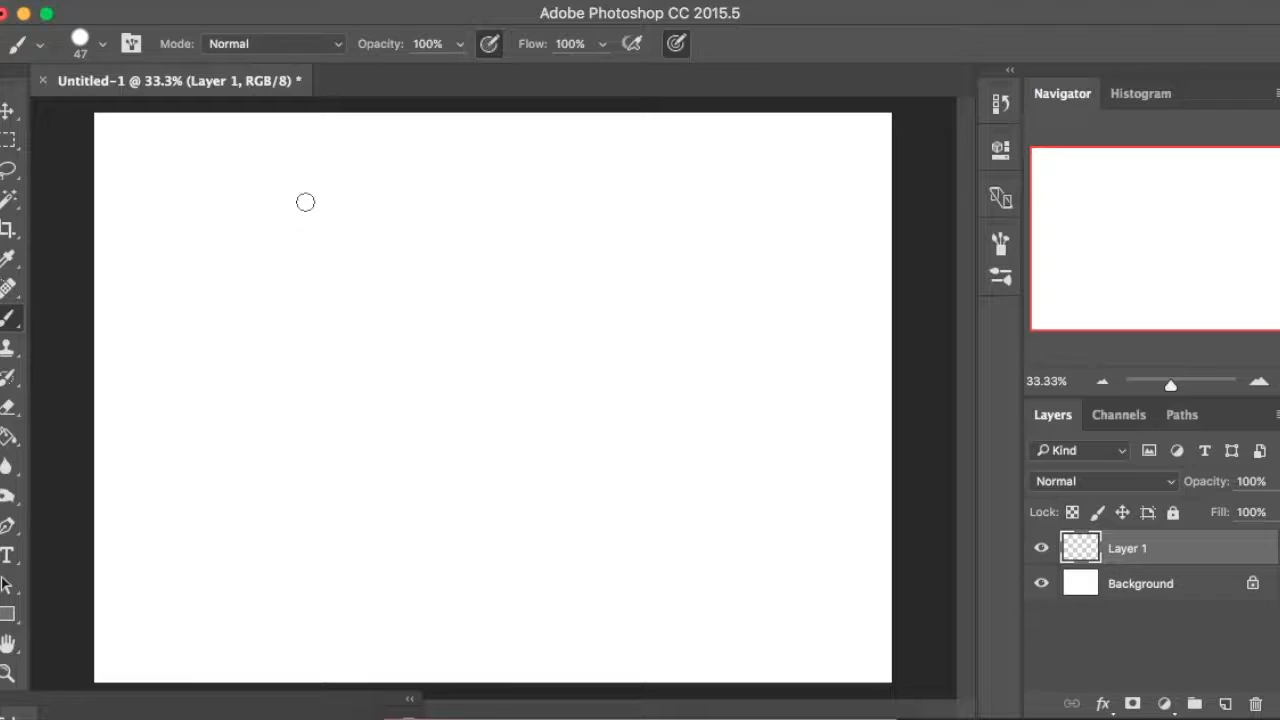 Adobe Photoshop CC 2015.5
47 Mode: Normal Opacity: 100% Flow: 100%
× Untitled-1 @ 33.3% (Layer 1, RGB/8) *
Navigator Histogram
33.33%
Layers Channels Paths
Kind T
Normal Opacity: 100%
Lock: Fill: 100%
Layer 1
Background
fx